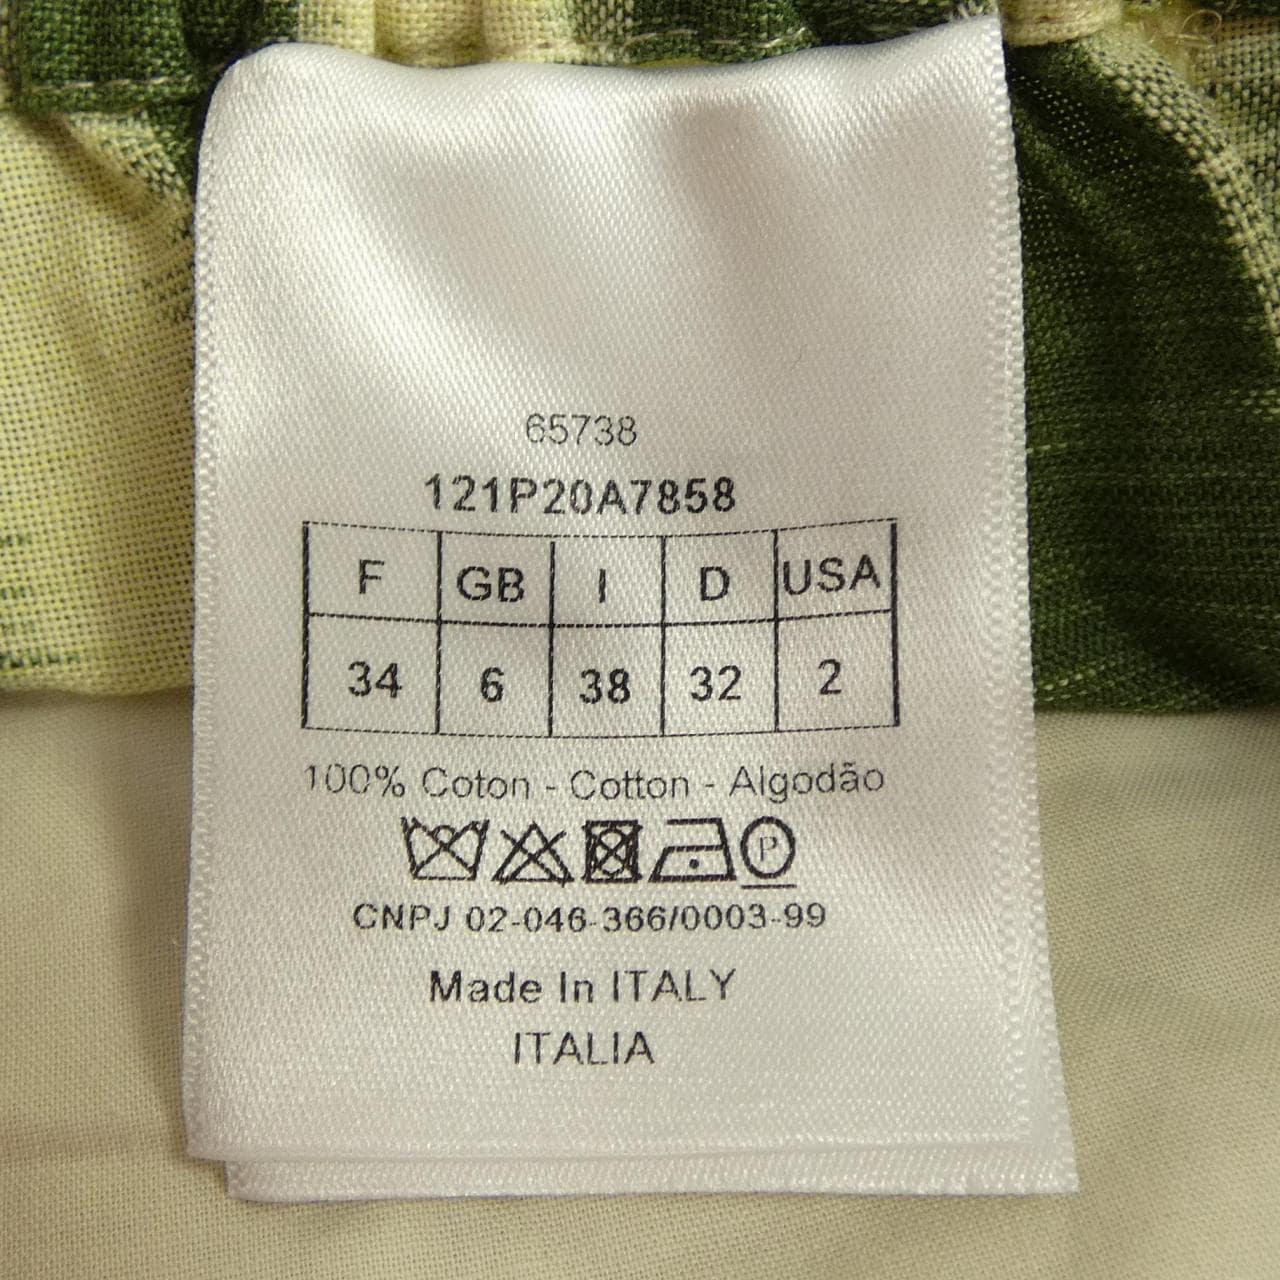 65738
121P20A7858
F GB I D USA
34 6 38 32 2
100% Coton - Cotton - Algodão
P
CNPJ 02-046-366/0003-99
Made In ITALY
ITALIA